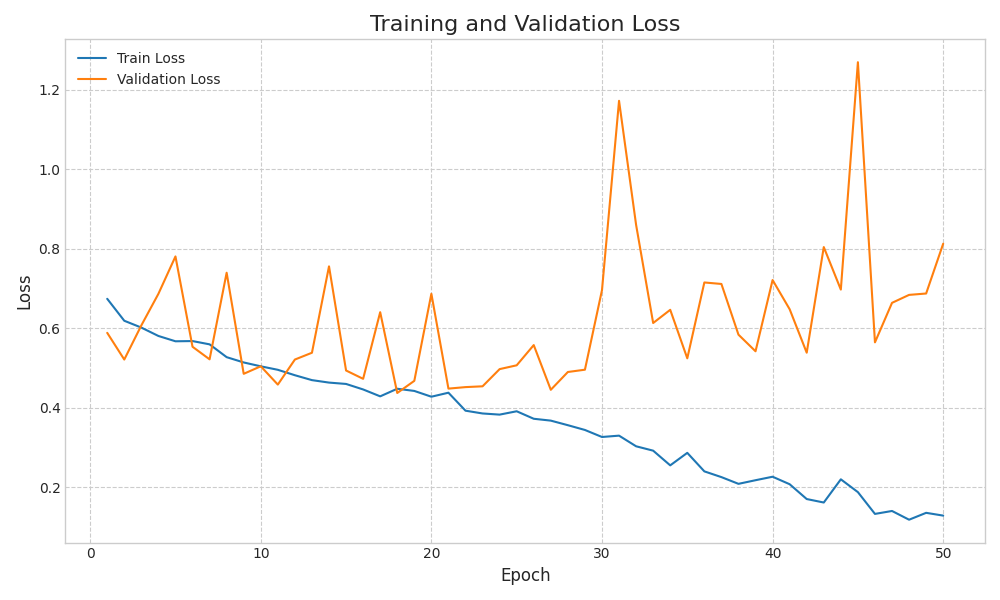 Training and Validation Loss
Train Loss
Validation Loss
1.2
1.0
0.8
0.6
0.4
0.2
Loss
0 10 20 30 40 50
Epoch